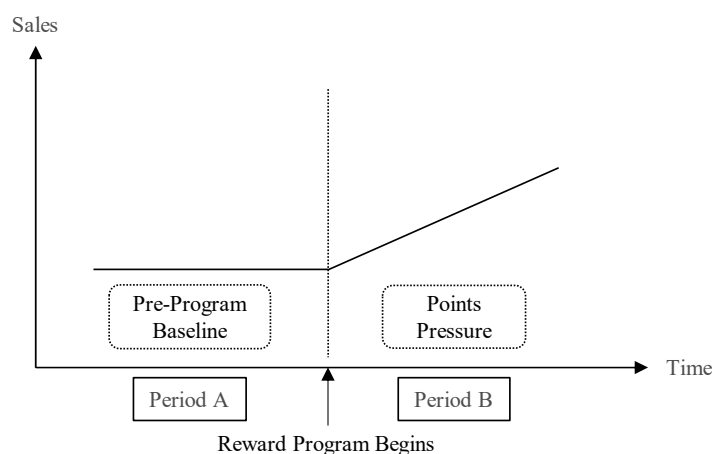 Sales
Pre-Program
Baseline
Points
Pressure
Time
Period A
Period B
Reward Program Begins